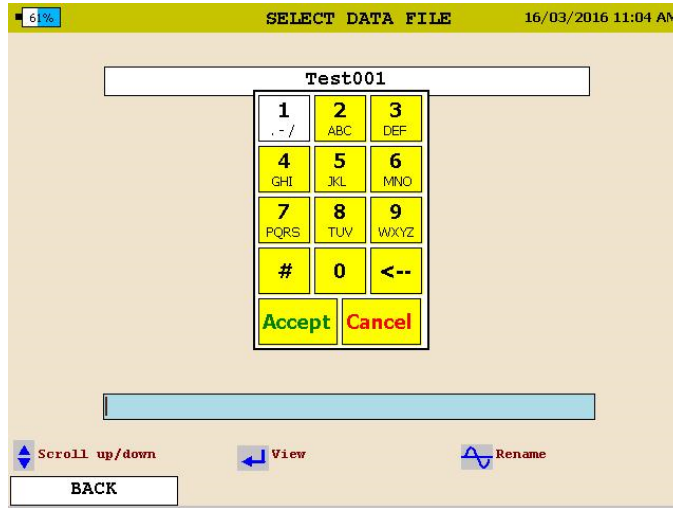 61% SELECT DATA FILE 16/03/2016 11:04 AM
Test001
1 2 3
.-/ ABC DEF
4 5 6
GHI JKL MNO
7 8 9
PQRS TUV WXYZ
# 0 <--
Accept Cancel
Scroll up/down View Rename
BACK